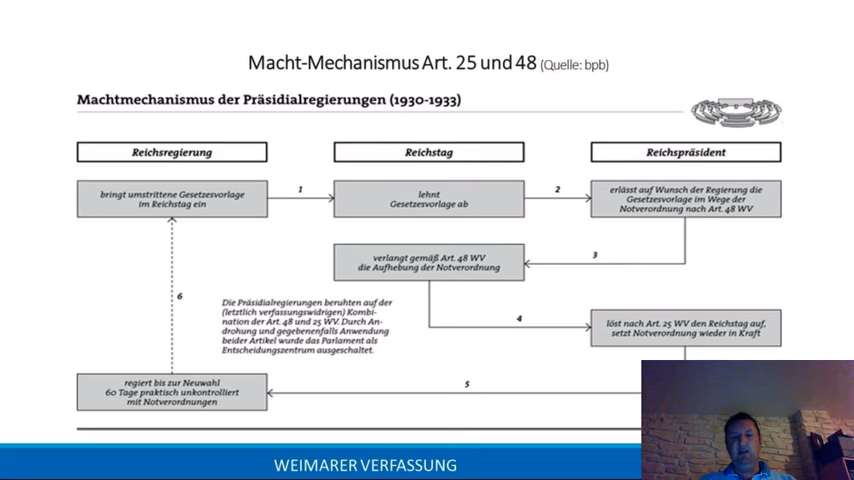 Macht-Mechanismus Art. 25 und 48 (Quelle: bpb)
Machtmechanismus der Präsidialregierungen (1930-1933)
Reichsregierung
Reichstag
Reichspräsident
bringt umstrittene Gesetzesvorlage
im Reichstag ein
1
lehnt
Gesetzesvorlage ab
2
erlässt auf Wunsch der Regierung die
Gesetzesvorlage im Wege der
Notverordnung nach Art. 48 WV
3
verlangt gemäß Art. 48 WV
die Aufhebung der Notverordnung
6
Die Präsidialregierungen beruhten auf der
(letztlich verfassungswidrigen) Kombi-
nation der Art. 48 und 25 WV. Durch An-
drohung und gegebenenfalls Anwendung
beider Artikel wurde das Parlament als
Entscheidungszentrum ausgeschaltet.
4
löst nach Art. 25 WV den Reichstag auf,
setzt Notverordnung wieder in Kraft
regiert bis zur Neuwahl
60 Tage praktisch unkontrolliert
mit Notverordnungen
5
WEIMARER VERFASSUNG